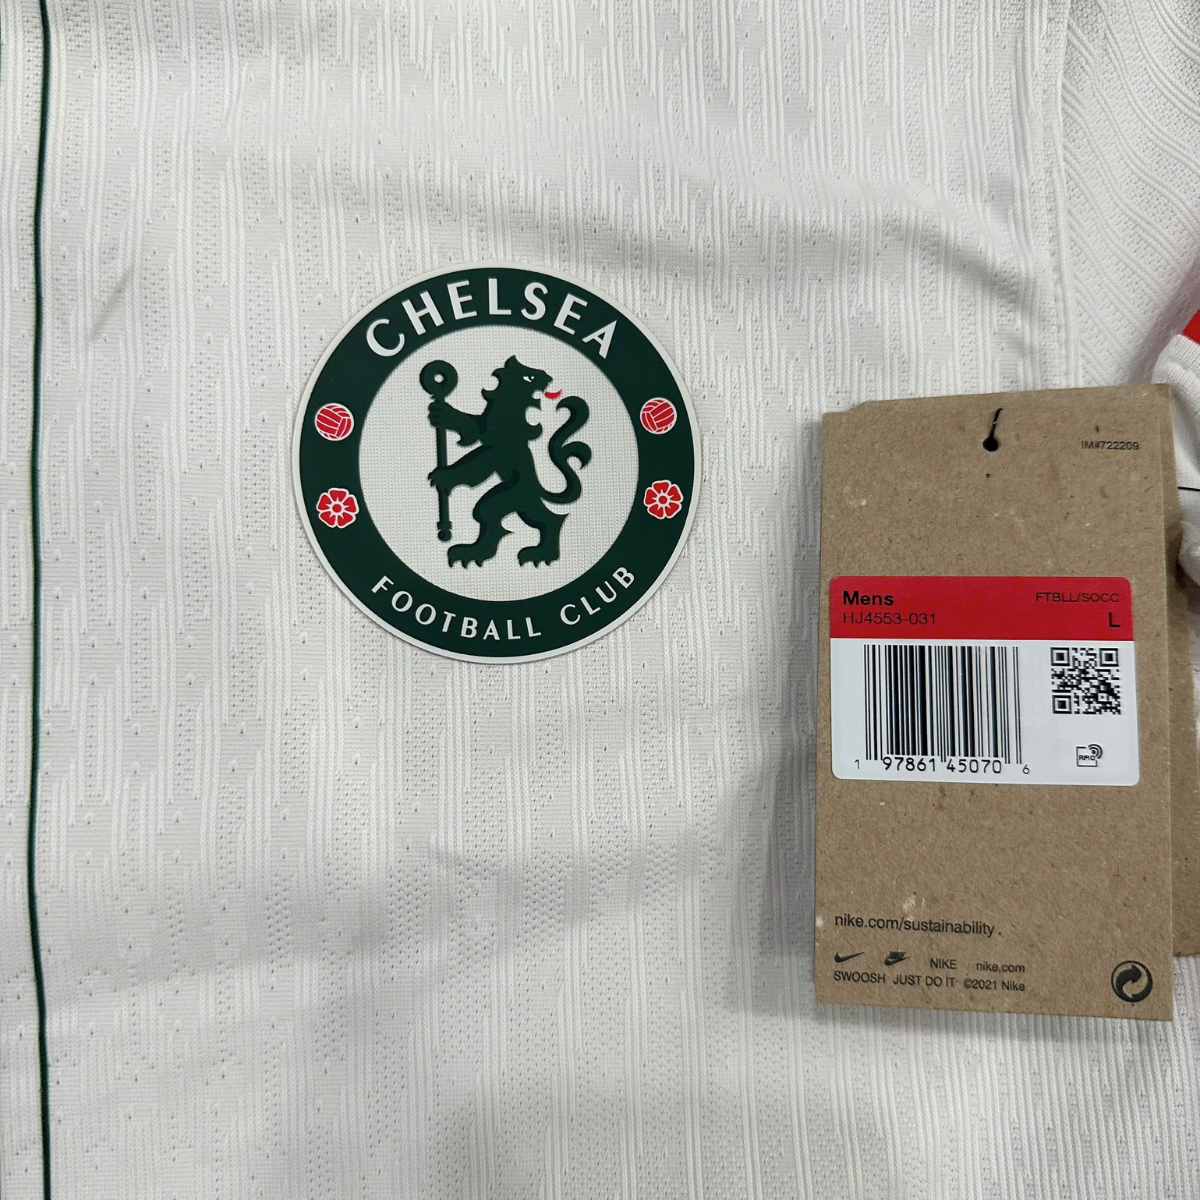 CHELSEA
FOOTBALL CLUB
IM#722209
Mens FTBLL/SOCC
HJ4553-031 L
1 97861 45070 6
RFID
nike.com/sustainability .
NIKE nike.com
SWOOSH JUST DO IT ©2021 Nike